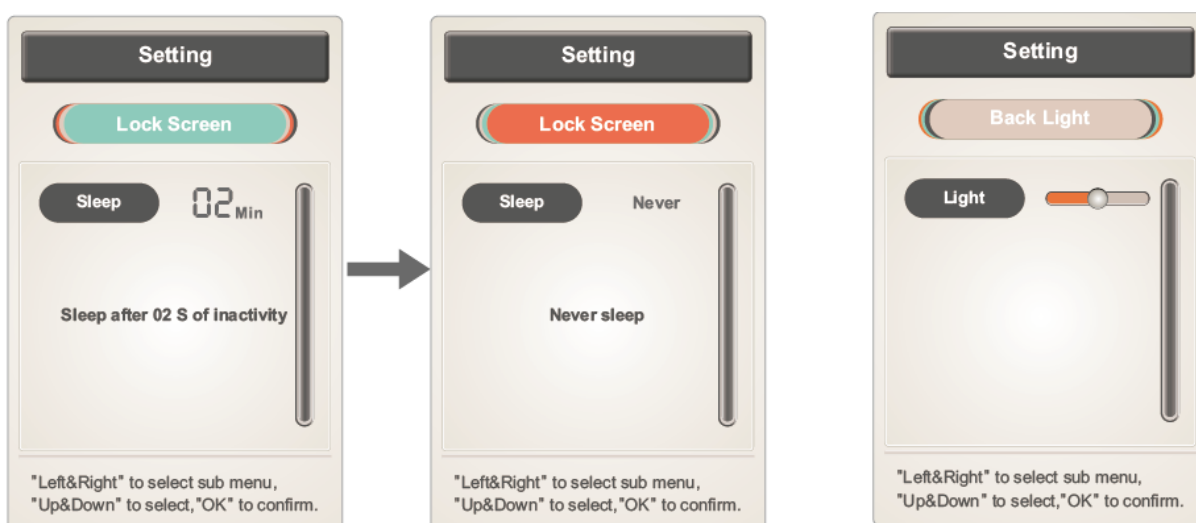 Setting
Lock Screen
Sleep 02 Min
Sleep after 02 S of inactivity
"Left&Right" to select sub menu,
"Up&Down" to select,"OK" to confirm.
Setting
Lock Screen
Sleep Never
Never sleep
"Left&Right" to select sub menu,
"Up&Down" to select,"OK" to confirm.
Setting
Back Light
Light
"Left&Right" to select sub menu,
"Up&Down" to select,"OK" to confirm.